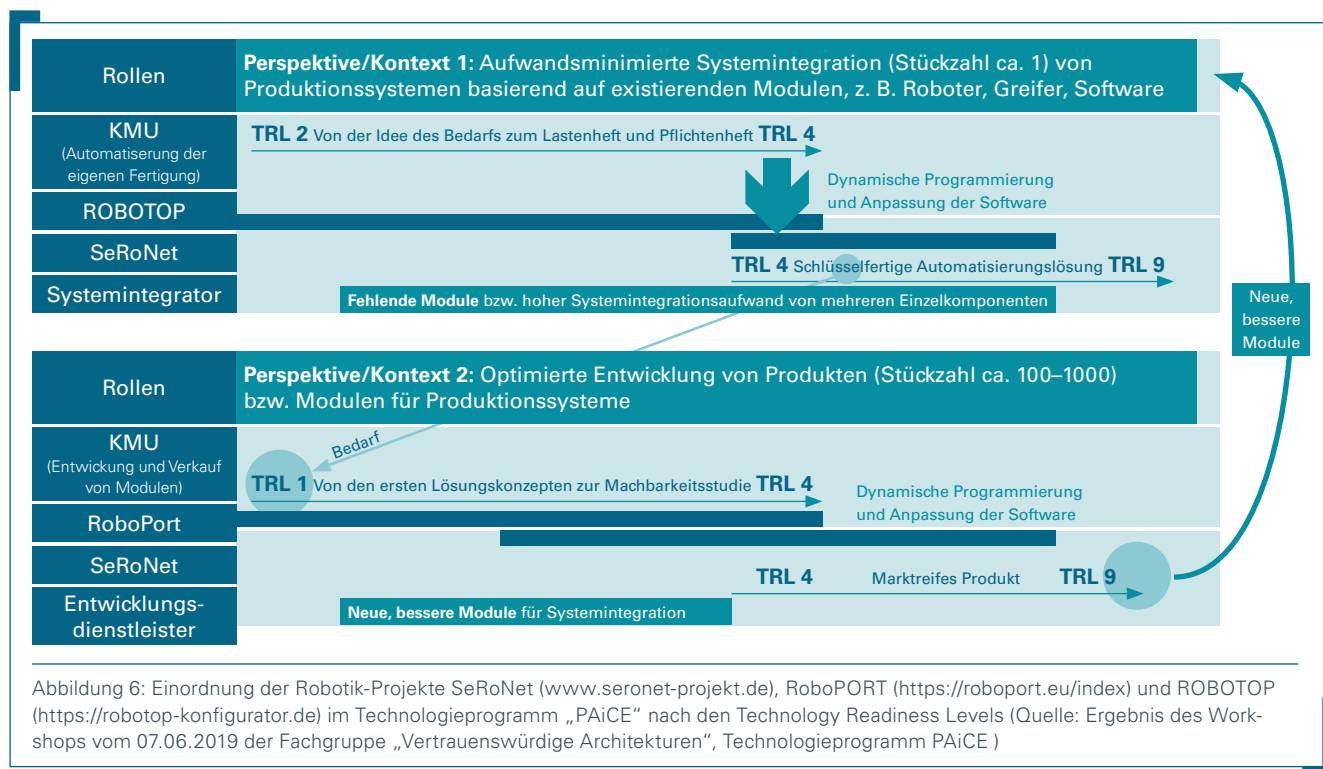 Rollen
Perspektive/Kontext 1: Aufwandsminimierte Systemintegration (Stückzahl ca. 1) von
Produktionssystemen basierend auf existierenden Modulen, z. B. Roboter, Greifer, Software
KMU
(Automatiserung der
eigenen Fertigung)
TRL 2 Von der Idee des Bedarfs zum Lastenheft und Pflichtenheft TRL 4
Dynamische Programmierung
und Anpassung der Software
ROBOTOP
SeRoNet
TRL 4 Schlüsselfertige Automatisierungslösung TRL 9
Systemintegrator
Fehlende Module bzw. hoher Systemintegrationsaufwand von mehreren Einzelkomponenten
Neue,
bessere
Module
Rollen
Perspektive/Kontext 2: Optimierte Entwicklung von Produkten (Stückzahl ca. 100–1000)
bzw. Modulen für Produktionssysteme
KMU
(Entwickung und Verkauf
von Modulen)
Bedarf
TRL 1 Von den ersten Lösungskonzepten zur Machbarkeitsstudie TRL 4
Dynamische Programmierung
und Anpassung der Software
RoboPort
SeRoNet
TRL 4 Marktreifes Produkt TRL 9
Entwicklungs-
dienstleister
Neue, bessere Module für Systemintegration
Abbildung 6: Einordnung der Robotik-Projekte SeRoNet (www.seronet-projekt.de), RoboPORT (https://roboport.eu/index) und ROBOTOP
(https://robotop-konfigurator.de) im Technologieprogramm „PAiCE“ nach den Technology Readiness Levels (Quelle: Ergebnis des Work-
shops vom 07.06.2019 der Fachgruppe „Vertrauenswürdige Architekturen“, Technologieprogramm PAiCE )